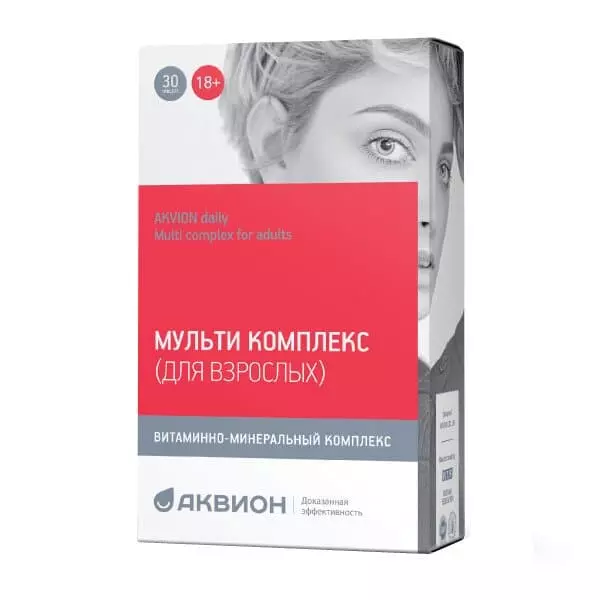 30
18+
AKVION daily
Multi complex for adults
МУЛЬТИ КОМПЛЕКС
(ДЛЯ ВЗРОСЛЫХ)
ВИТАМИННО-МИНЕРАЛЬНЫЙ КОМПЛЕКС
АКВИОН
Доказанная
эффективность